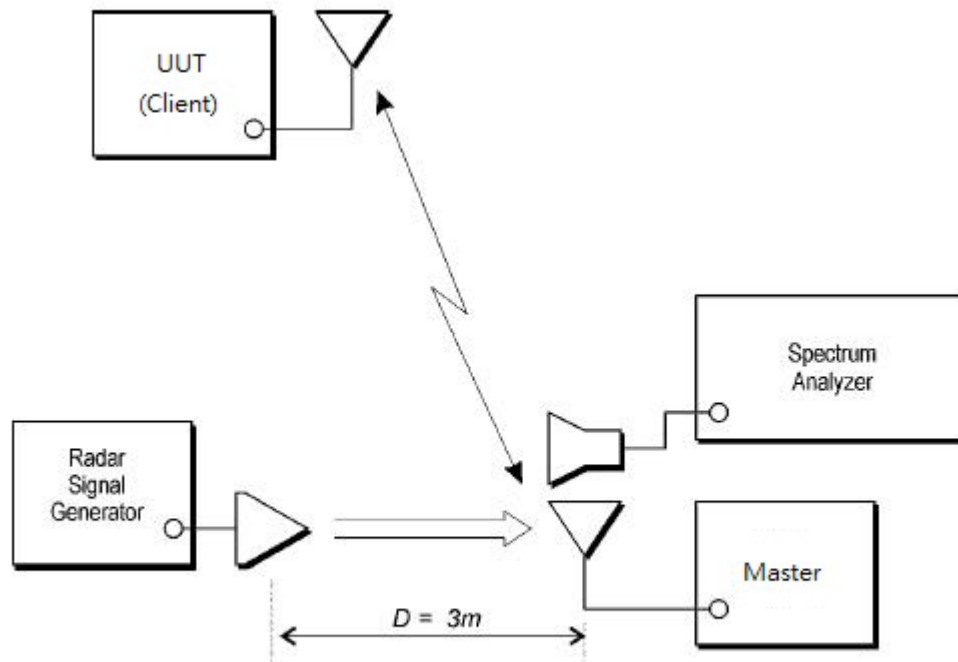 UUT
(Client)
Spectrum
Analyzer
Radar
Signal
Generator
Master
D = 3m